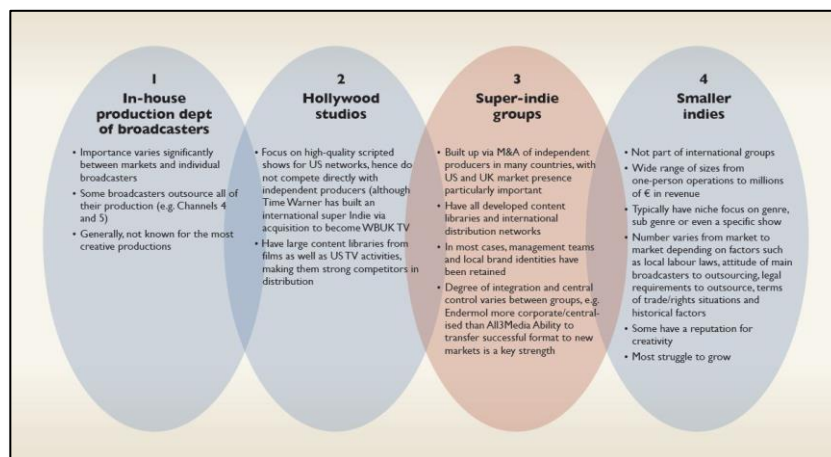 1
In-house
production dept
of broadcasters
• Importance varies significantly
between markets and individual
broadcasters
• Some broadcasters outsource all of
their production (e.g. Channels 4
and 5)
• Generally, not known for the most
creative productions
2
Hollywood
studios
• Focus on high-quality scripted
shows for US networks, hence do
not compete directly with
independent producers (although
Time Warner has built an
international super Indie via
acquisition to become WBUK TV
• Have large content libraries from
films as well as US TV activities,
making them strong competitors in
distribution
3
Super-indie
groups
• Built up via M&A of independent
producers in many countries, with
US and UK market presence
particularly important
• Have all developed content
libraries and international
distribution networks
• In most cases, management teams
and local brand identities have
been retained
• Degree of integration and central
control varies between groups, e.g.
Endermol more corporate/central-
ised than All3Media Ability to
transfer successful format to new
markets is a key strength
4
Smaller
indies
• Not part of international groups
• Wide range of sizes from
one-person operations to millions
of € in revenue
• Typically have niche focus on genre,
sub genre or even a specific show
• Number varies from market to
market depending on factors such
as local labour laws, attitude of main
broadcasters to outsourcing, legal
requirements to outsource, terms
of trade/rights situations and
historical factors
• Some have a reputation for
creativity
• Most struggle to grow